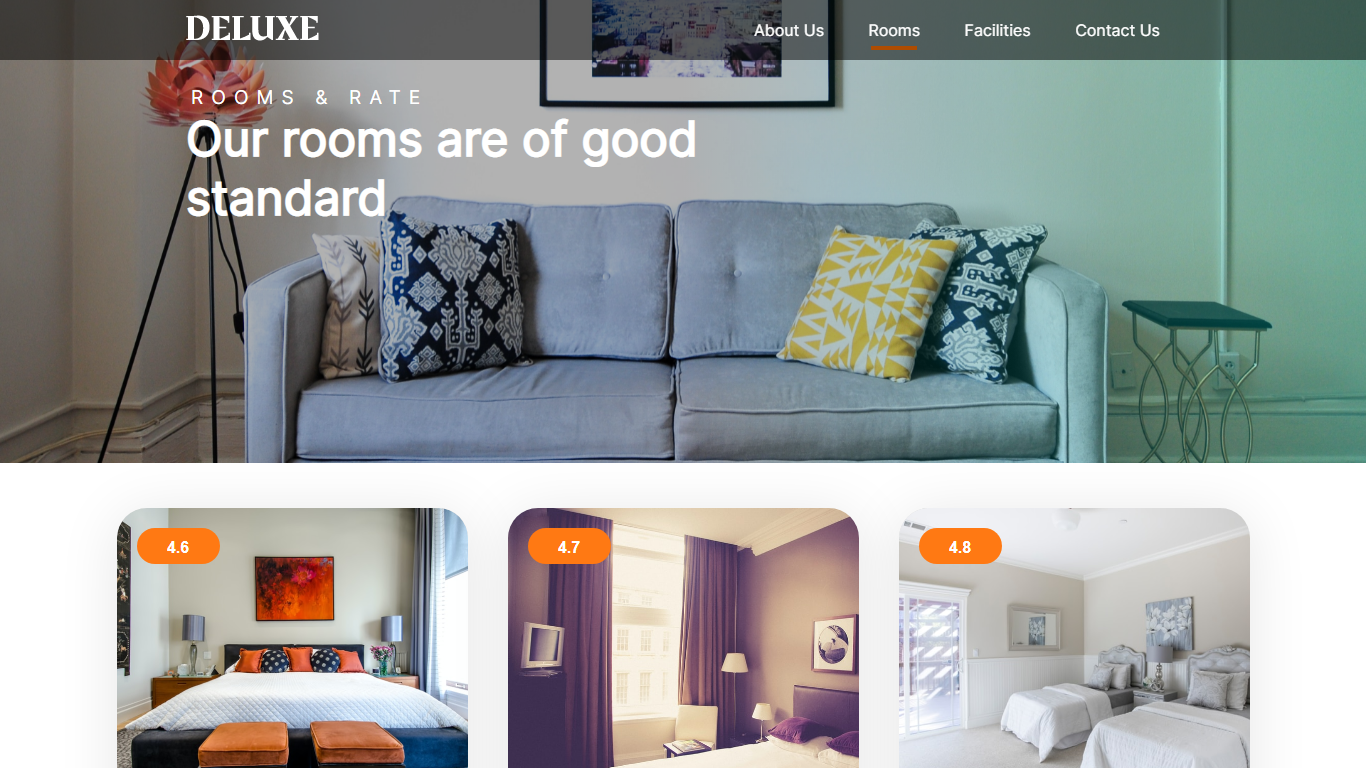 DELUXE
About Us
Rooms
Facilities
Contact Us
ROOMS & RATE
Our rooms are of good
standard
4.6
4.7
4.8